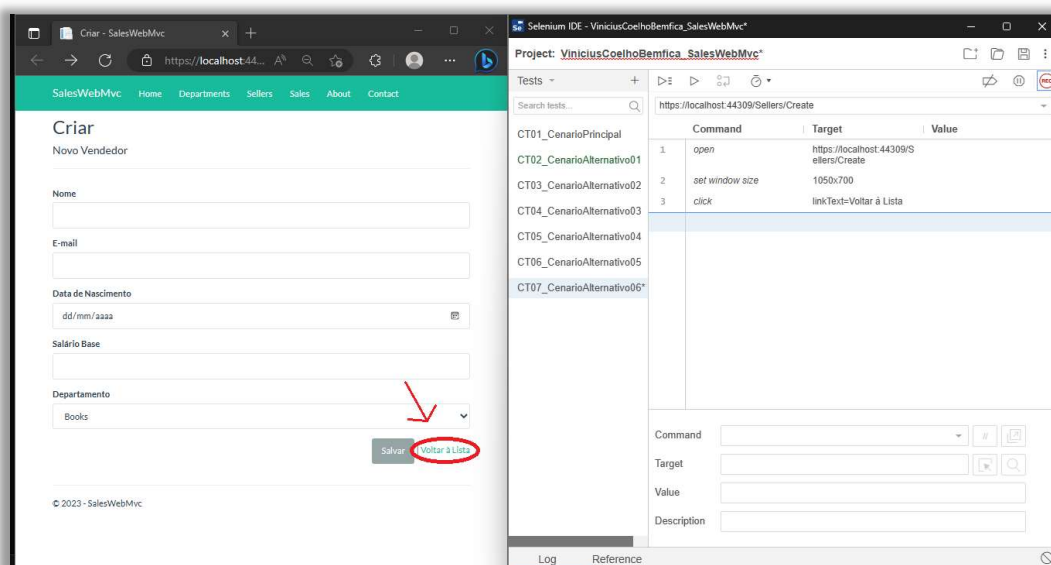 Criar - SalesWebMvc
https://localhost:44...
SalesWebMvc Home Departments Sellers Sales About Contact
Criar
Novo Vendedor
Nome
E-mail
Data de Nascimento
dd/mm/aaaa
Salário Base
Departamento
Books
Salvar | Voltar à Lista
© 2023 - SalesWebMvc
Se Selenium IDE - ViniciusCoelhoBemfica_SalesWebMvc*
Project: ViniciusCoelhoBemfica_SalesWebMvc*
Tests
REC
Search tests...
https://localhost:44309/Sellers/Create
CT01_CenarioPrincipal
CT02_CenarioAlternativo01
CT03_CenarioAlternativo02
CT04_CenarioAlternativo03
CT05_CenarioAlternativo04
CT06_CenarioAlternativo05
CT07_CenarioAlternativo06*
Command Target Value
1 open https://localhost:44309/S
ellers/Create
2 set window size 1050x700
3 click linkText=Voltar à Lista
Command
//
Target
Value
Description
Log Reference